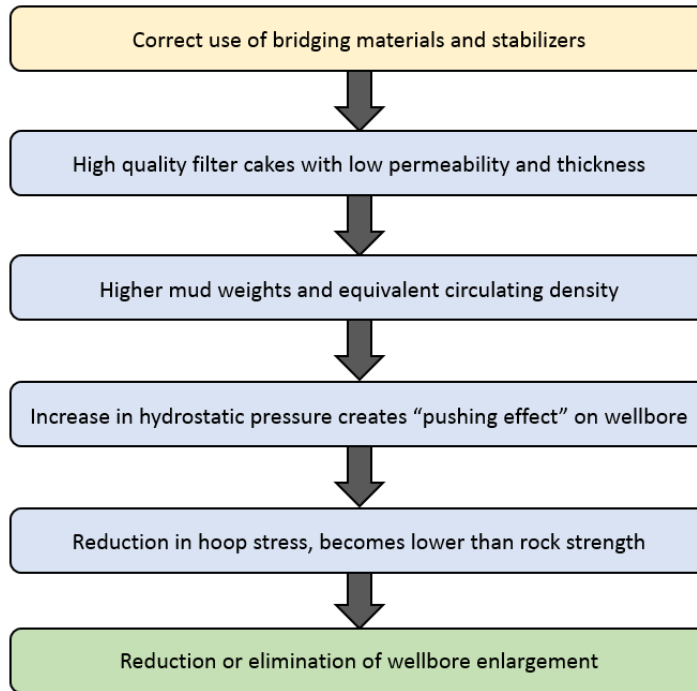 Correct use of bridging materials and stabilizers
High quality filter cakes with low permeability and thickness
Higher mud weights and equivalent circulating density
Increase in hydrostatic pressure creates “pushing effect” on wellbore
Reduction in hoop stress, becomes lower than rock strength
Reduction or elimination of wellbore enlargement